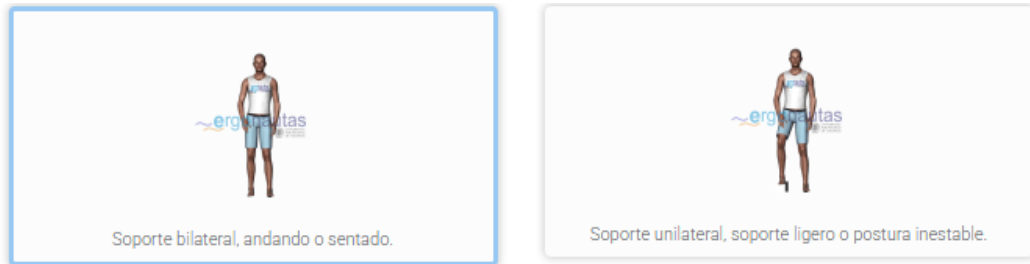 Soporte bilateral, andando o sentado.
Soporte unilateral, soporte ligero o postura inestable.